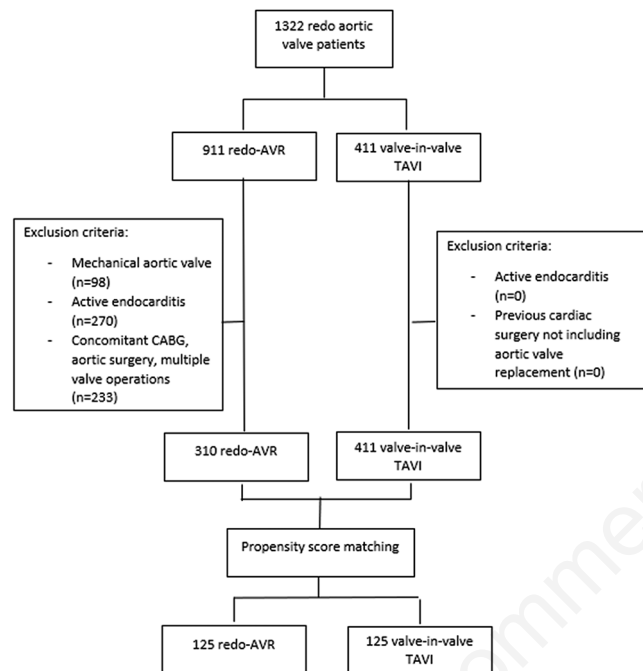 1322 redo aortic
valve patients
911 redo-AVR
411 valve-in-valve
TAVI
Exclusion criteria:
- Mechanical aortic valve
(n=98)
- Active endocarditis
(n=270)
- Concomitant CABG,
aortic surgery, multiple
valve operations
(n=233)
Exclusion criteria:
- Active endocarditis
(n=0)
- Previous cardiac
surgery not including
aortic valve
replacement (n=0)
310 redo-AVR
411 valve-in-valve
TAVI
Propensity score matching
125 redo-AVR
125 valve-in-valve
TAVI